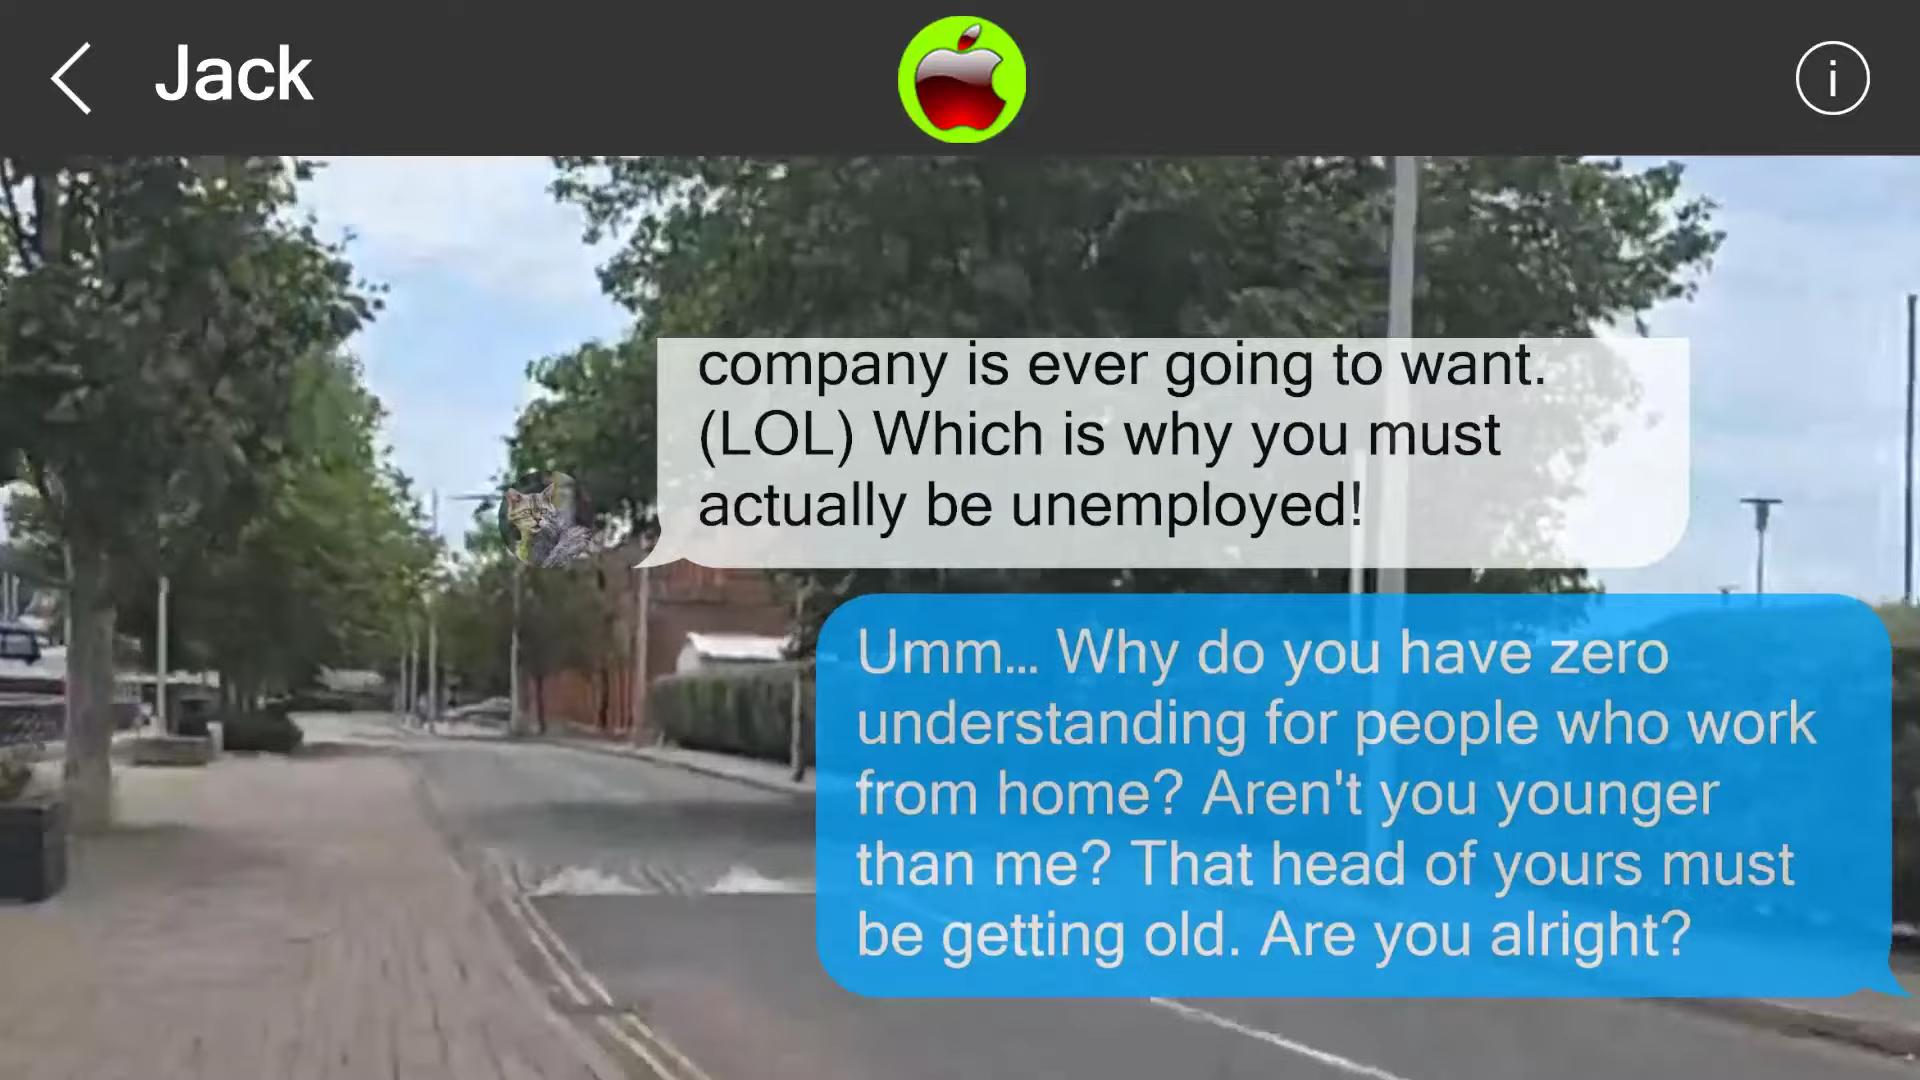 Jack
company is ever going to want.
(LOL) Which is why you must
actually be unemployed!
Umm... Why do you have zero
understanding for people who work
from home? Aren't you younger
than me? That head of yours must
be getting old. Are you alright?